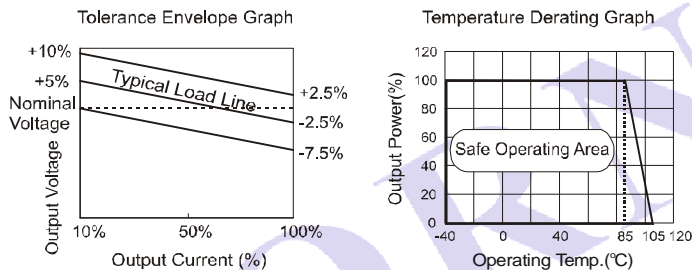 Tolerance Envelope Graph
+10%
+5%
Nominal
Voltage
Typical Load Line
+2.5%
-2.5%
-7.5%
Output Voltage
10%
50%
100%
Output Current (%)
Temperature Derating Graph
120
100
80
60
40
20
0
Output Power(%)
Safe Operating Area
-40
0
40
85
105
120
Operating Temp.(°C)